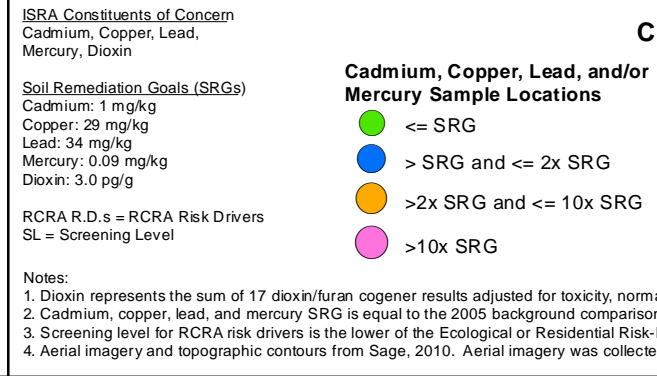 ISRA Constituents of Concern
Cadmium, Copper, Lead,
Mercury, Dioxin
Soil Remediation Goals (SRGs)
Cadmium: 1 mg/kg
Copper: 29 mg/kg
Lead: 34 mg/kg
Mercury: 0.09 mg/kg
Dioxin: 3.0 pg/g
RCRA R.D.s = RCRA Risk Drivers
SL = Screening Level
C
Cadmium, Copper, Lead, and/or
Mercury Sample Locations
<= SRG
> SRG and <= 2x SRG
>2x SRG and <= 10x SRG
>10x SRG
Notes:
1. Dioxin represents the sum of 17 dioxin/furan cogener results adjusted for toxicity, norma
2. Cadmium, copper, lead, and mercury SRG is equal to the 2005 background comparison
3. Screening level for RCRA risk drivers is the lower of the Ecological or Residential Risk-
4. Aerial imagery and topographic contours from Sage, 2010. Aerial imagery was collecte